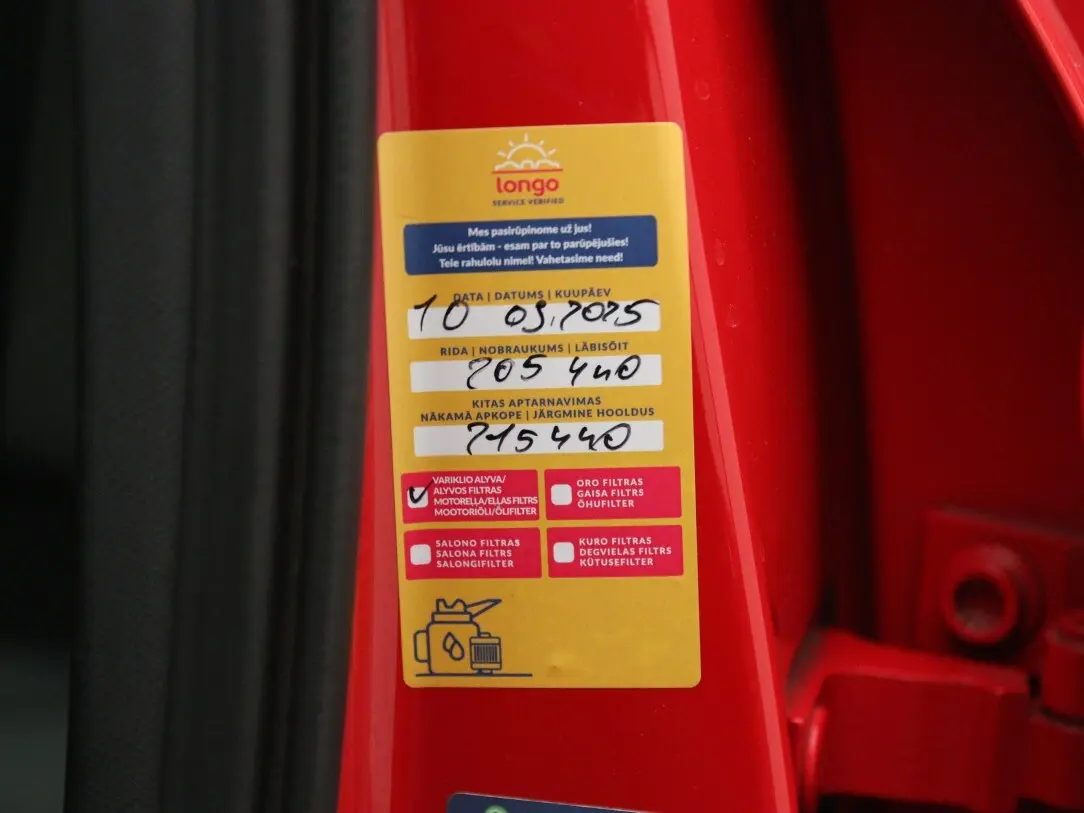 longo
SERVICE VERIFIED
Mes pasirūpinome už jus!
Jūsu ērtībām - esam par to parūpējušies!
Teie rahulolu nimel! Vahetasime need!
DATA | DATUMS | KUUPÄEV
10 09.2025
RIDA | NOBRAUKUMS | LÄBISÕIT
205 440
KITAS APTARNAVIMAS
NĀKAMĀ APKOPE | JÄRGMINE HOOLDUS
215440
VARIKLIO ALYVA/
ALYVOS FILTRAS
MOTOREĻĻA/EĻĻAS FILTRS
MOOTORIÕLI/ÕLIFILTER
ORO FILTRAS
GAISA FILTRS
ÕHUFILTER
SALONO FILTRAS
SALONA FILTRS
SALONGIFILTER
KURO FILTRAS
DEGVIELAS FILTRS
KÜTUSEFILTER